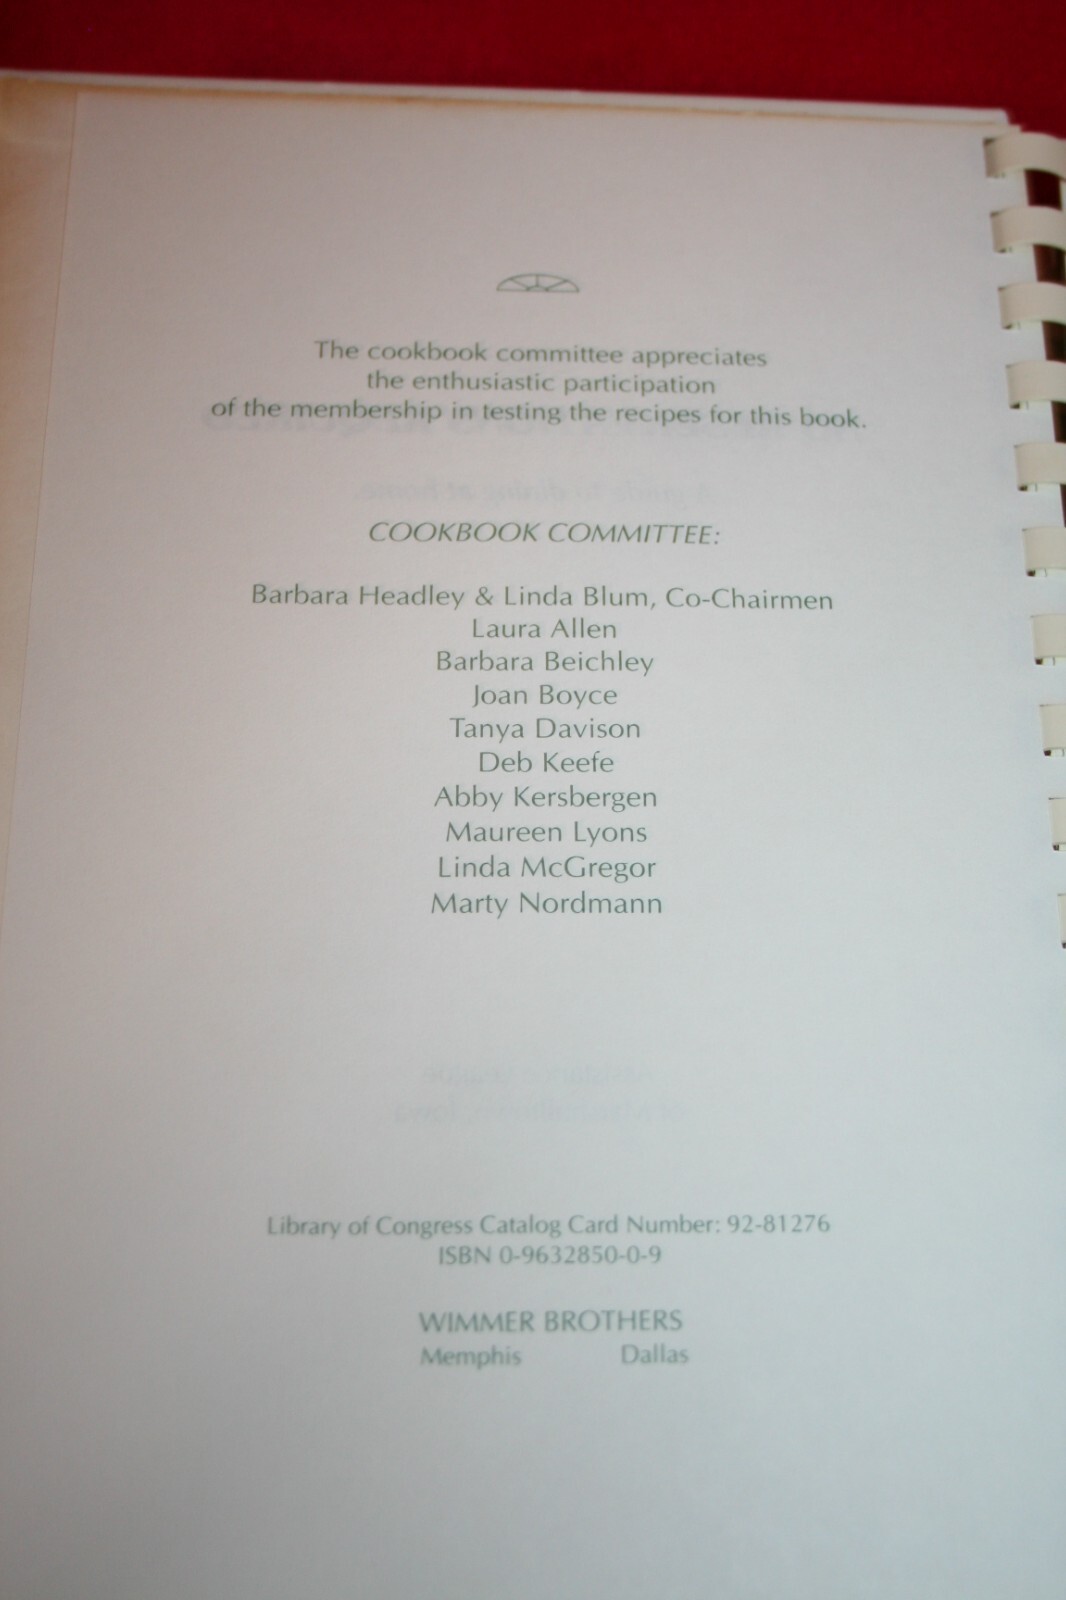 The cookbook committee appreciates
the enthusiastic participation
of the membership in testing the recipes for this book.
COOKBOOK COMMITTEE:
Barbara Headley & Linda Blum, Co-Chairmen
Laura Allen
Barbara Beichley
Joan Boyce
Tanya Davison
Deb Keefe
Abby Kersbergen
Maureen Lyons
Linda McGregor
Marty Nordmann
Library of Congress Catalog Card Number: 92-81276
ISBN 0-9632850-0-9
WIMMER BROTHERS
Memphis Dallas